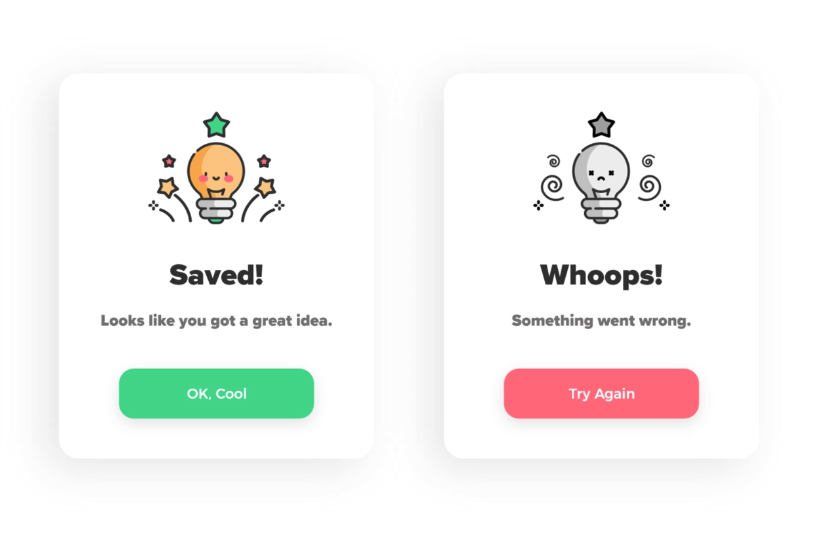 Saved!
Looks like you got a great idea.
OK, Cool
Whoops!
Something went wrong.
Try Again